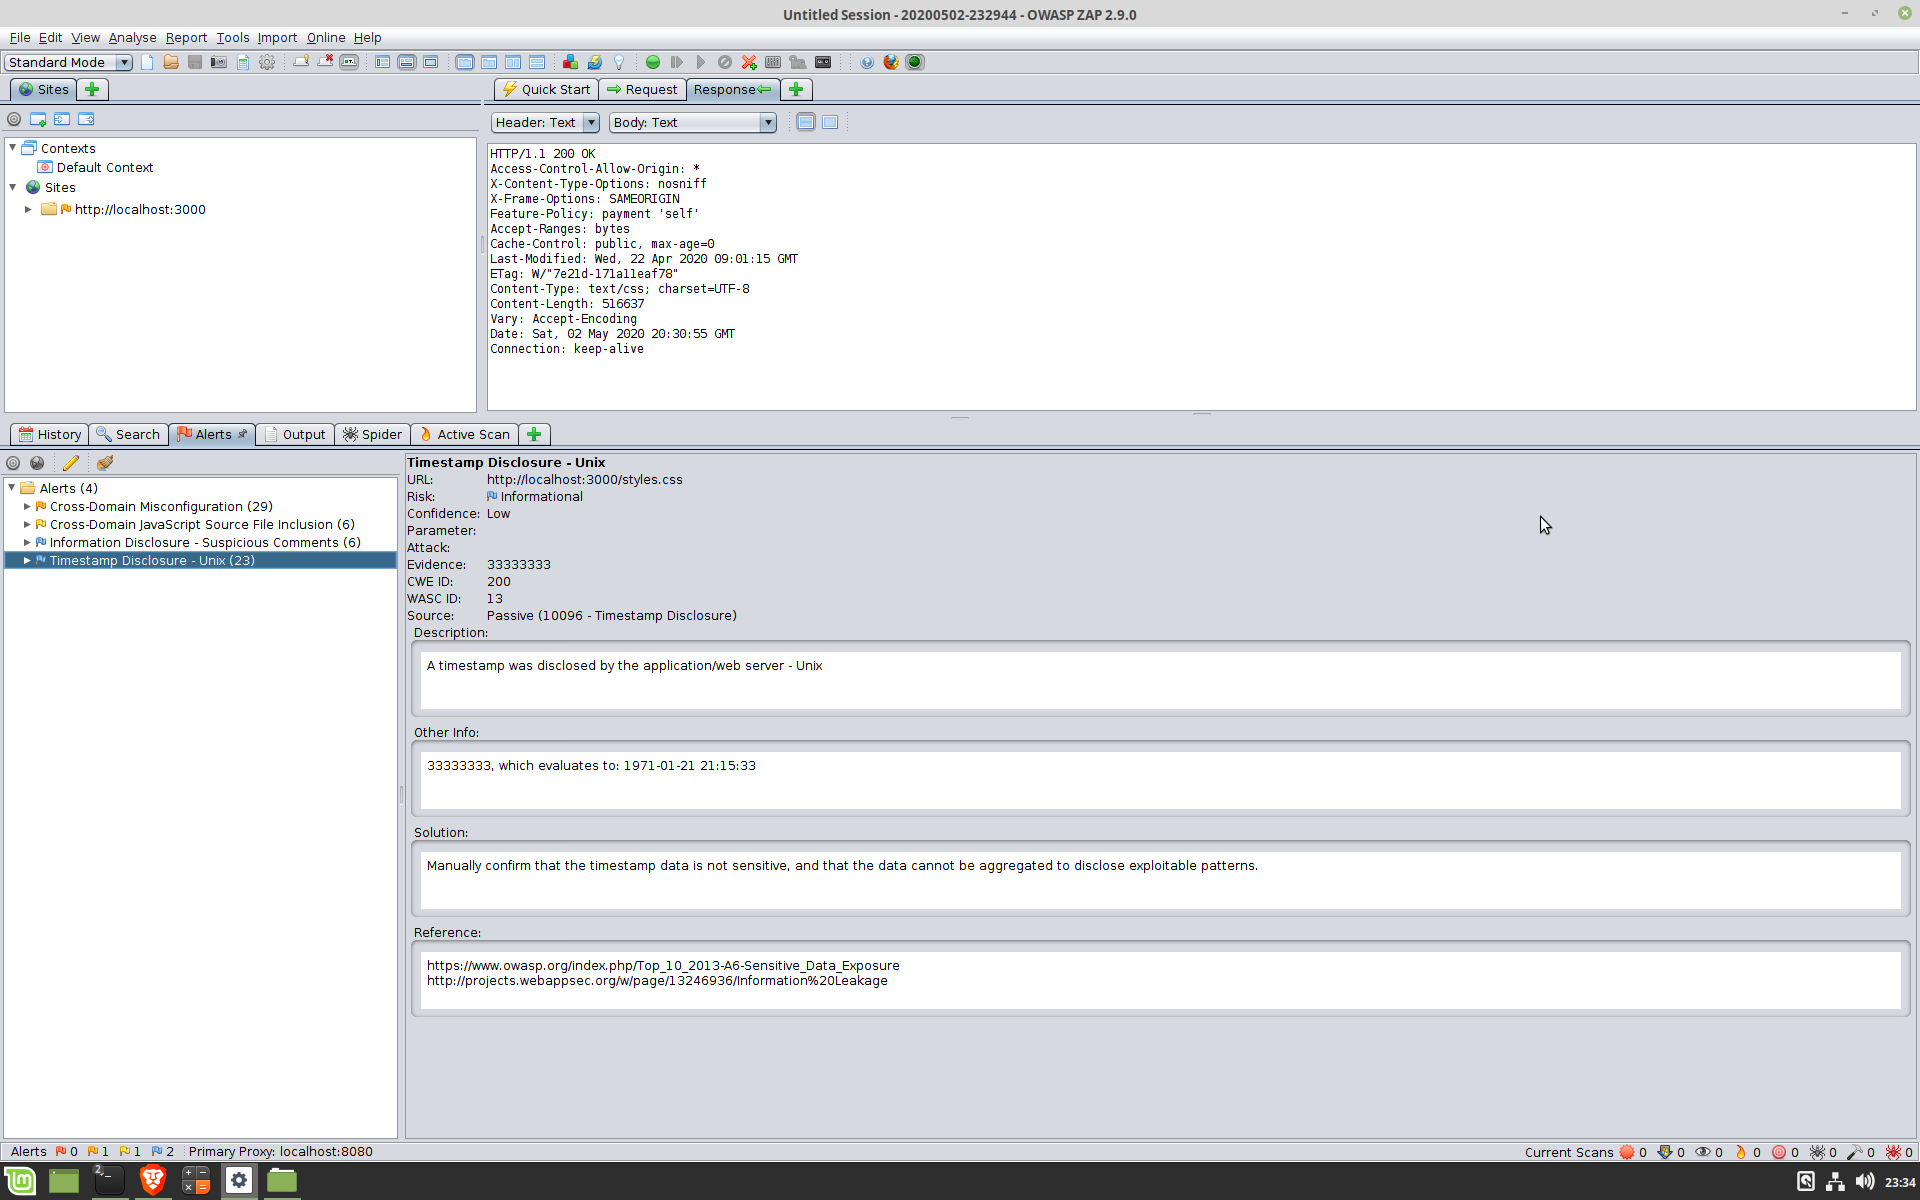 Untitled Session - 20200502-232944 - OWASP ZAP 2.9.0
File Edit View Analyse Report Tools Import Online Help
Standard Mode
Sites
Quick Start Request Response
Header: Text Body: Text
Contexts
Default Context
Sites
http://localhost:3000
HTTP/1.1 200 OK
Access-Control-Allow-Origin: *
X-Content-Type-Options: nosniff
X-Frame-Options: SAMEORIGIN
Feature-Policy: payment 'self'
Accept-Ranges: bytes
Cache-Control: public, max-age=0
Last-Modified: Wed, 22 Apr 2020 09:01:15 GMT
ETag: W/"7e21d-171a11eaf78"
Content-Type: text/css; charset=UTF-8
Content-Length: 516637
Vary: Accept-Encoding
Date: Sat, 02 May 2020 20:30:55 GMT
Connection: keep-alive
History Search Alerts Output Spider Active Scan
Alerts (4)
Cross-Domain Misconfiguration (29)
Cross-Domain JavaScript Source File Inclusion (6)
Information Disclosure - Suspicious Comments (6)
Timestamp Disclosure - Unix (23)
Timestamp Disclosure - Unix
URL: http://localhost:3000/styles.css
Risk: Informational
Confidence: Low
Parameter:
Attack:
Evidence: 33333333
CWE ID: 200
WASC ID: 13
Source: Passive (10096 - Timestamp Disclosure)
Description:
A timestamp was disclosed by the application/web server - Unix
Other Info:
33333333, which evaluates to: 1971-01-21 21:15:33
Solution:
Manually confirm that the timestamp data is not sensitive, and that the data cannot be aggregated to disclose exploitable patterns.
Reference:
https://www.owasp.org/index.php/Top_10_2013-A6-Sensitive_Data_Exposure
http://projects.webappsec.org/w/page/13246936/Information%20Leakage
Alerts 0 1 1 2 Primary Proxy: localhost:8080
Current Scans 0 0 0 0 0 0 0 0
2
23:34